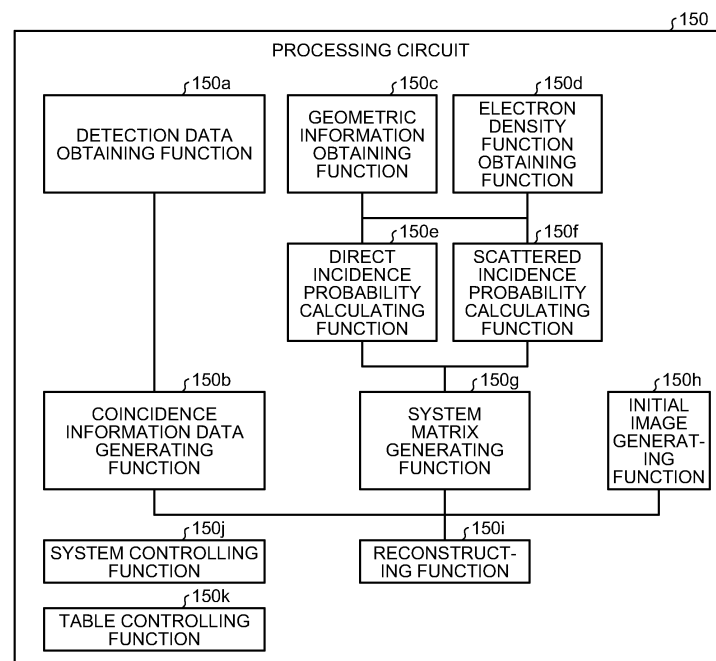 150
PROCESSING CIRCUIT
150a
DETECTION DATA
OBTAINING FUNCTION
150c
GEOMETRIC
INFORMATION
OBTAINING
FUNCTION
150d
ELECTRON
DENSITY
FUNCTION
OBTAINING
FUNCTION
150e
DIRECT
INCIDENCE
PROBABILITY
CALCULATING
FUNCTION
150f
SCATTERED
INCIDENCE
PROBABILITY
CALCULATING
FUNCTION
150b
COINCIDENCE
INFORMATION DATA
GENERATING
FUNCTION
150g
SYSTEM
MATRIX
GENERATING
FUNCTION
150h
INITIAL
IMAGE
GENERAT-
ING
FUNCTION
150j
SYSTEM CONTROLLING
FUNCTION
150i
RECONSTRUCT-
ING FUNCTION
150k
TABLE CONTROLLING
FUNCTION